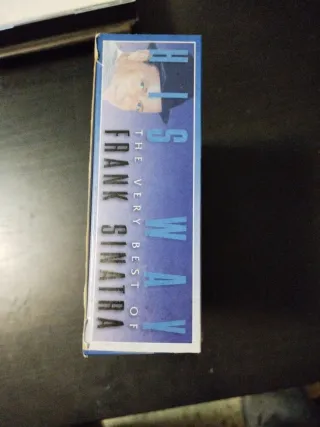 HIS WAY
THE VERY BEST OF
FRANK SINATRA